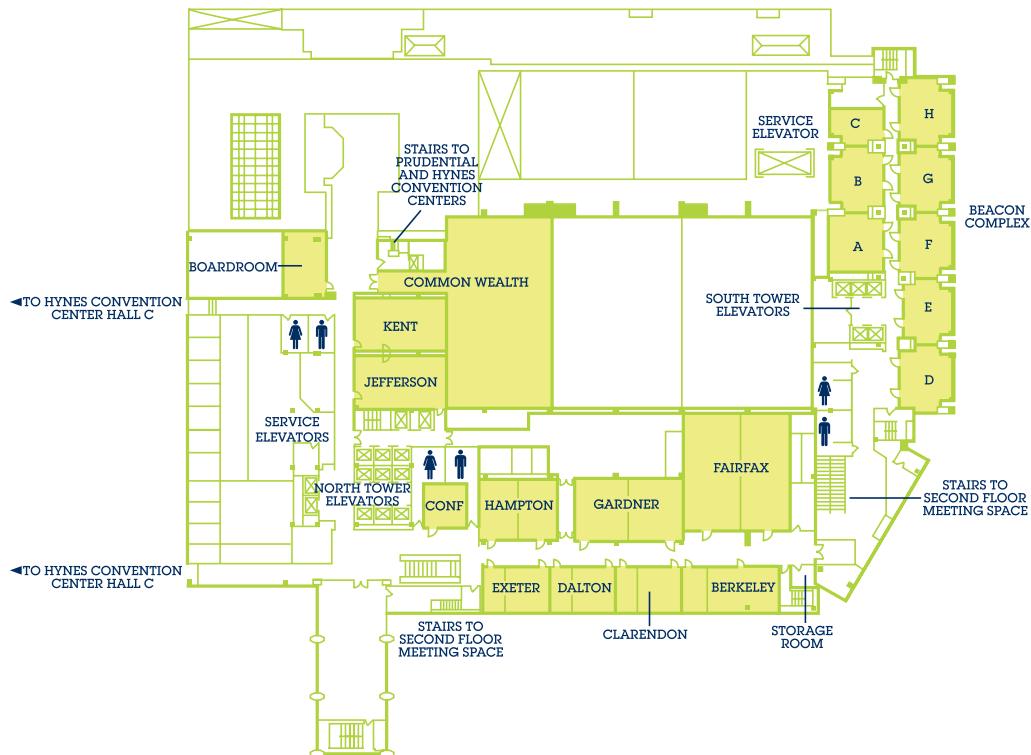 H
C
SERVICE
ELEVATOR
STAIRS TO
PRUDENTIAL
AND HYNES
CONVENTION
CENTERS
B
G
BEACON
COMPLEX
A
F
BOARDROOM
COMMON WEALTH
◄TO HYNES CONVENTION
CENTER HALL C
SOUTH TOWER
ELEVATORS
E
KENT
JEFFERSON
D
SERVICE
ELEVATORS
FAIRFAX
NORTH TOWER
ELEVATORS
CONF
HAMPTON
GARDNER
STAIRS TO
SECOND FLOOR
MEETING SPACE
◄TO HYNES CONVENTION
CENTER HALL C
EXETER
DALTON
BERKELEY
STAIRS TO
SECOND FLOOR
MEETING SPACE
CLARENDON
STORAGE
ROOM